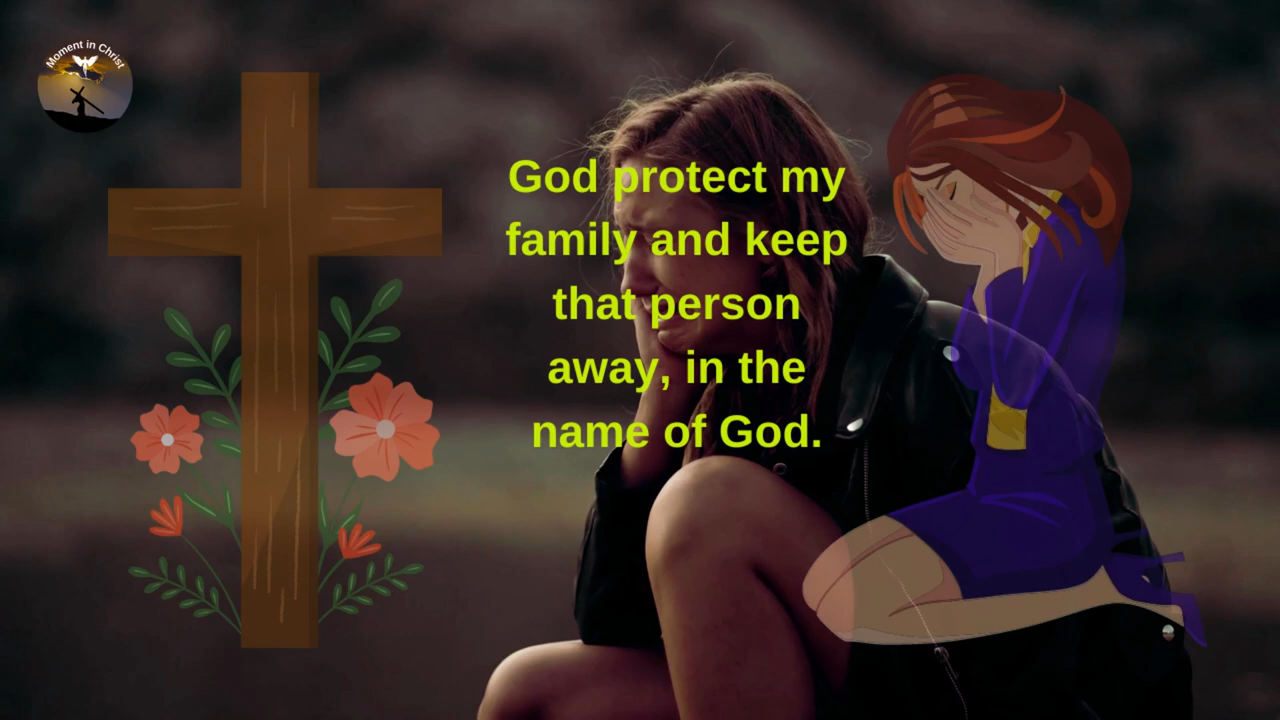 Moment in Christ
God protect my
family and keep
that person
away, in the
name of God.